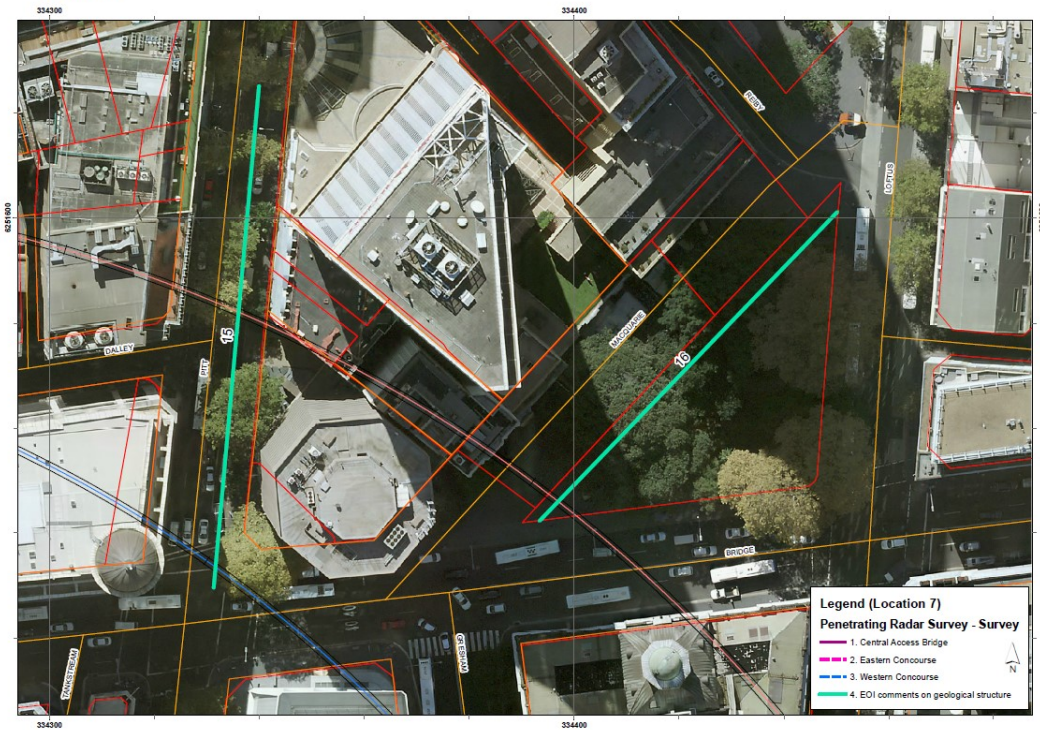 334300
334400
6251600
REIBY
LOFTUS
MACQUARIE
15
16
PITT
DALLEY
BRIDGE
GRESHAM
TANKSTREAM
334300
334400
Legend (Location 7)
Penetrating Radar Survey - Survey
1. Central Access Bridge
2. Eastern Concourse
3. Western Concourse
4. EOI comments on geological structure
N